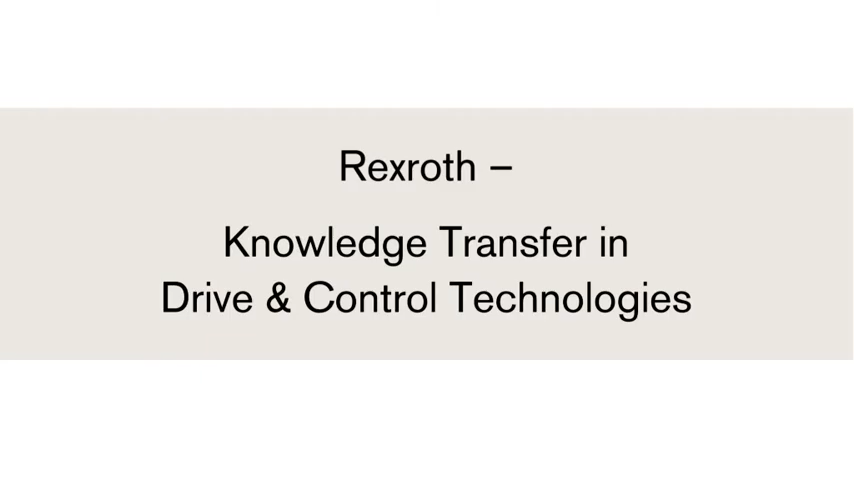 Rexroth –
Knowledge Transfer in
Drive & Control Technologies